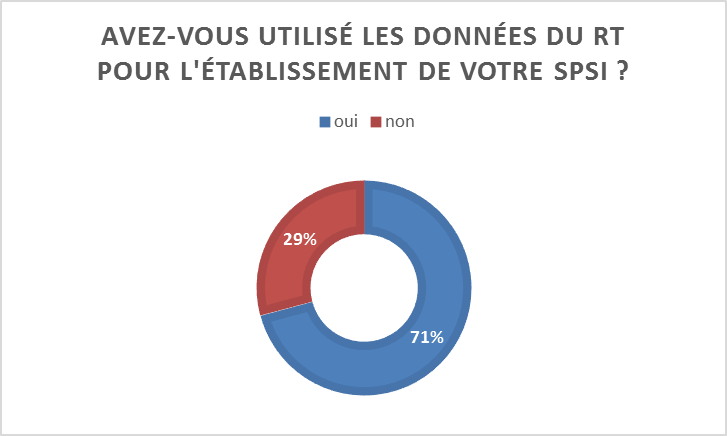 AVEZ-VOUS UTILISÉ LES DONNÉES DU RT
POUR L'ÉTABLISSEMENT DE VOTRE SPSI ?
oui non
29%
71%